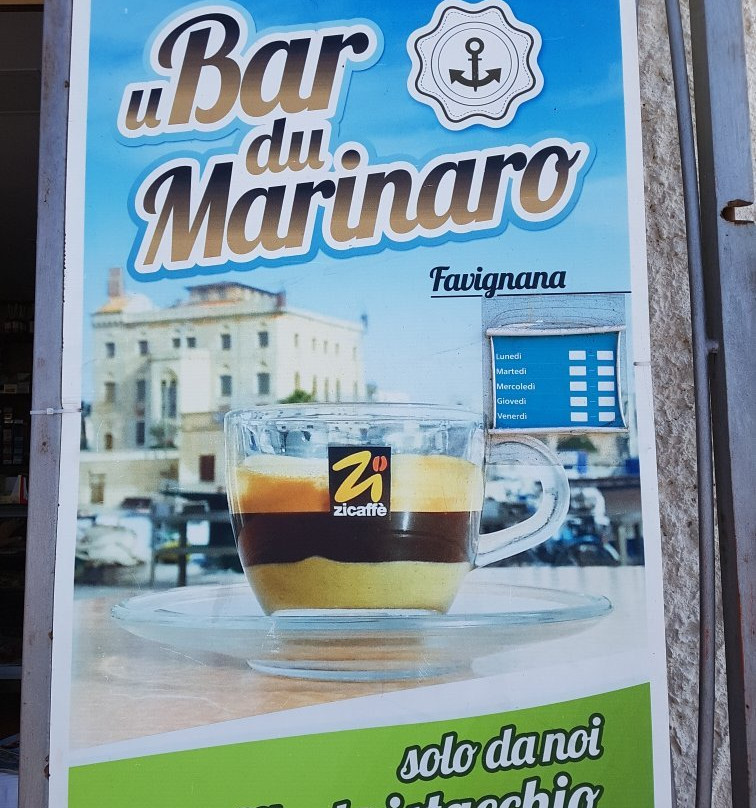 u Bar
du
Marinaro
Favignana
Lunedì
Martedì
Mercoledì
Giovedì
Venerdì
Zi
zicaffè
solo da noi